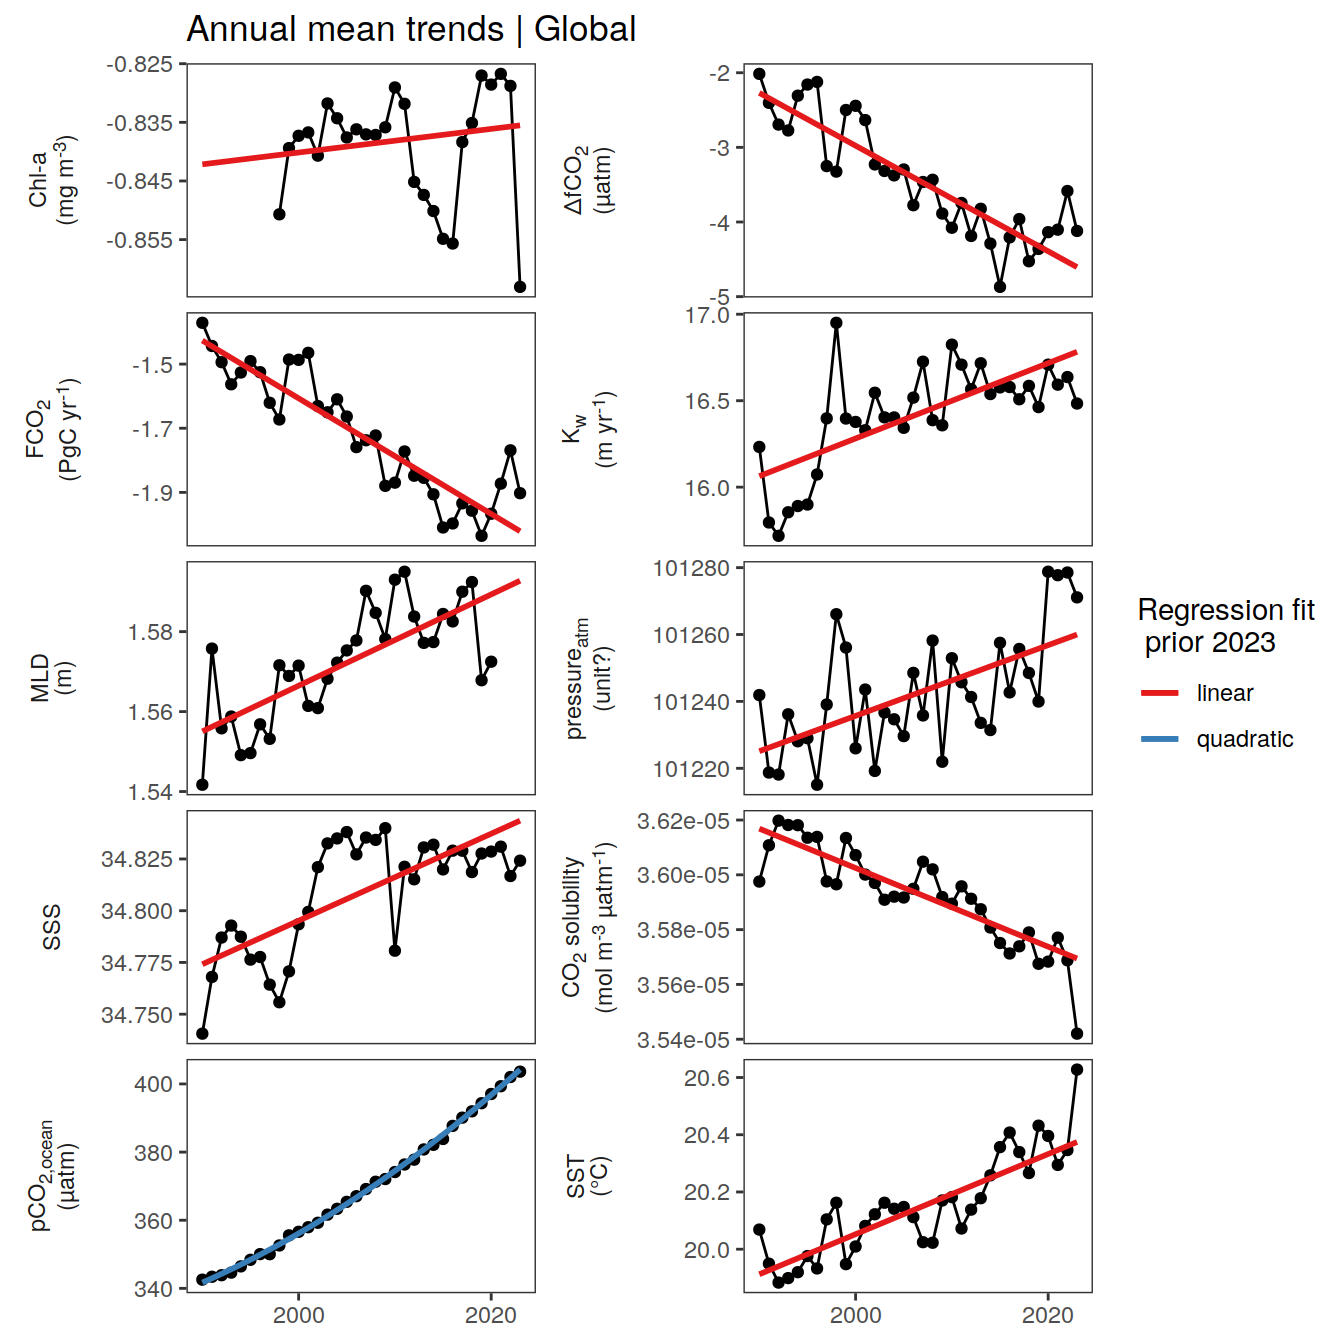 Annual mean trends | Global
Chl-a
(mg m-3)
-0.825
-0.835
-0.845
-0.855
ΔfCO2
(µatm)
-2
-3
-4
-5
FCO2
(PgC yr-1)
-1.5
-1.7
-1.9
Kw
(m yr-1)
17.0
16.5
16.0
MLD
(m)
1.58
1.56
1.54
pressureatm
(unit?)
101280
101260
101240
101220
SSS
34.825
34.800
34.775
34.750
CO2 solubility
(mol m-3 µatm-1)
3.62e-05
3.60e-05
3.58e-05
3.56e-05
3.54e-05
pCO2,ocean
(µatm)
400
380
360
340
2000
2020
SST
(°C)
20.6
20.4
20.2
20.0
2000
2020
Regression fit
prior 2023
linear
quadratic